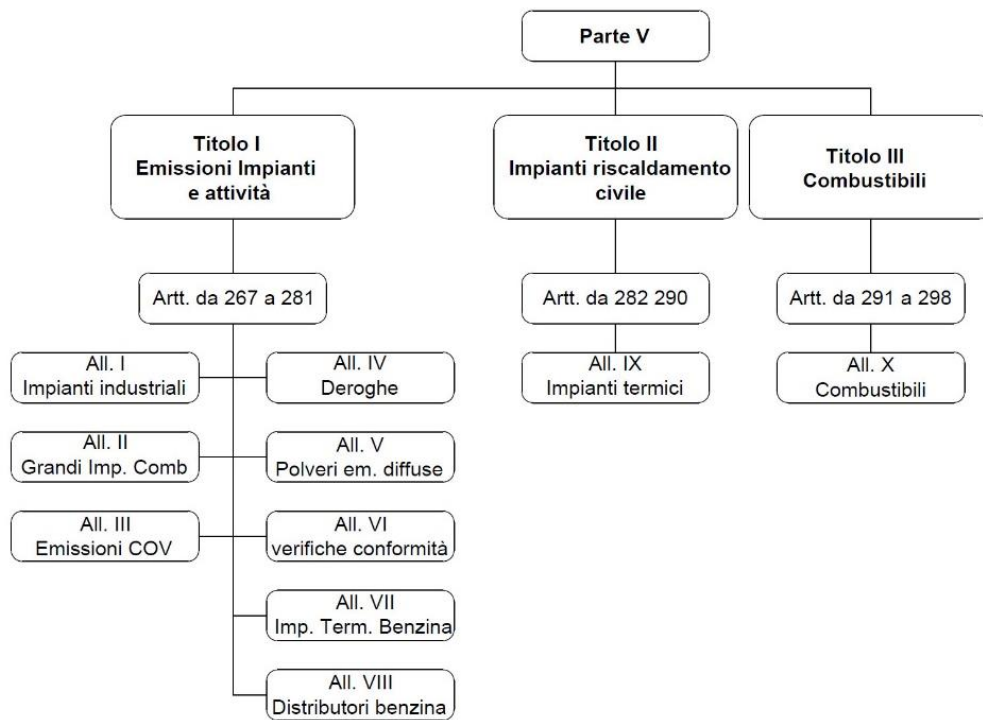 Parte V
Titolo I
Emissioni Impianti
e attività
Titolo II
Impianti riscaldamento
civile
Titolo III
Combustibili
Artt. da 267 a 281
Artt. da 282 290
Artt. da 291 a 298
All. I
Impianti industriali
All. IV
Deroghe
All. IX
Impianti termici
All. X
Combustibili
All. II
Grandi Imp. Comb
All. V
Polveri em. diffuse
All. III
Emissioni COV
All. VI
verifiche conformità
All. VII
Imp. Term. Benzina
All. VIII
Distributori benzina